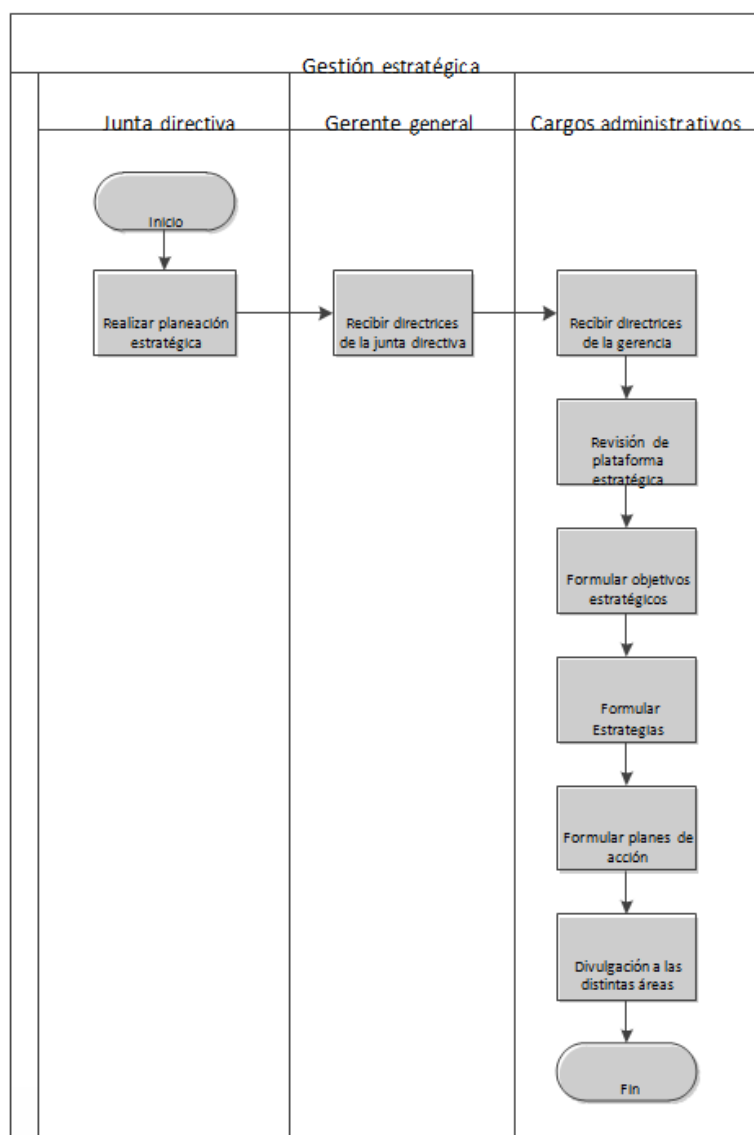 Gestión estratégica
Junta directiva
Gerente general
Cargos administrativos
Inicio
Realizar planeación
estratégica
Recibir directrices
de la junta directiva
Recibir directrices
de la gerencia
Revisión de
plataforma
estratégica
Formular objetivos
estratégicos
Formular
Estrategias
Formular planes de
acción
Divulgación a las
distintas áreas
Fin